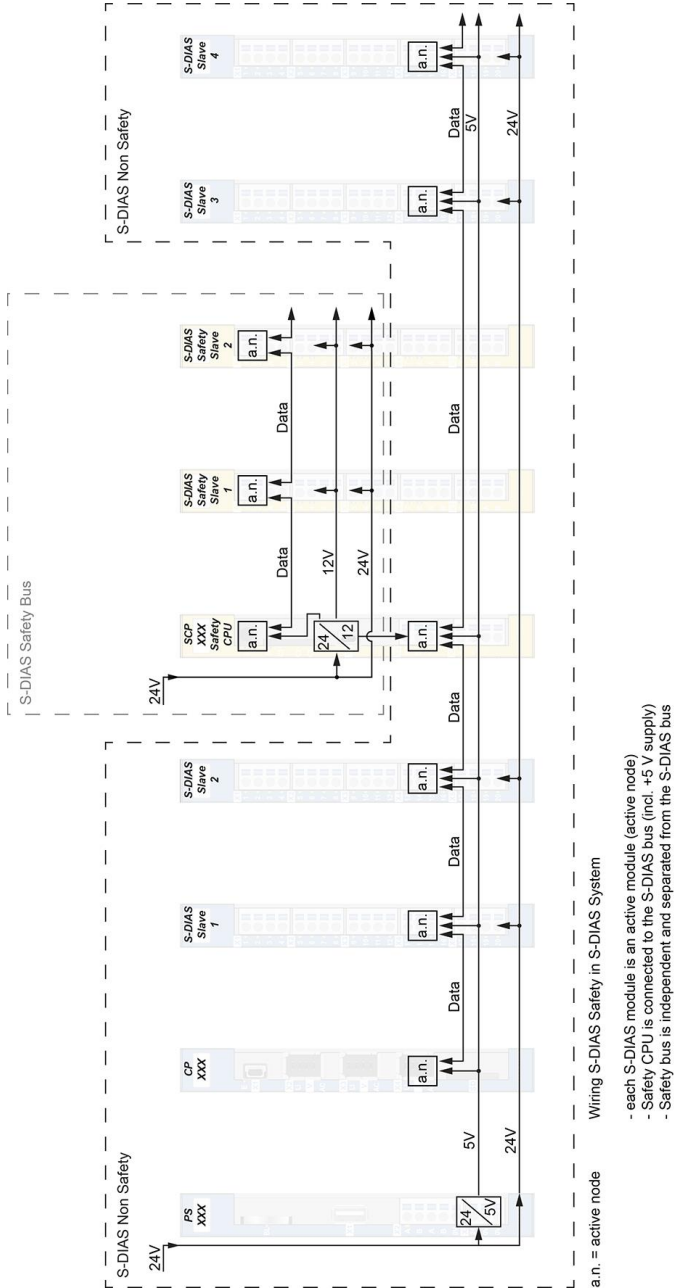 S-DIAS Safety Bus
S-DIAS Non Safety
S-DIAS Non Safety
24V
24V
PS
XXX
CP
XXX
S-DIAS
Slave
1
S-DIAS
Slave
2
SCP
XXX
Safety
CPU
S-DIAS
Safety
Slave
1
S-DIAS
Safety
Slave
2
S-DIAS
Slave
3
S-DIAS
Slave
4
a.n.
a.n.
a.n.
Data
Data
12V
24V
24
12
a.n.
a.n.
a.n.
a.n.
a.n.
a.n.
Data
Data
Data
Data
Data
24
5V
5V
5V
24V
24V
a.n. = active node
Wiring S-DIAS Safety in S-DIAS System
- each S-DIAS module is an active module (active node)
- Safety CPU is connected to the S-DIAS bus (incl. +5 V supply)
- Safety bus is independent and separated from the S-DIAS bus